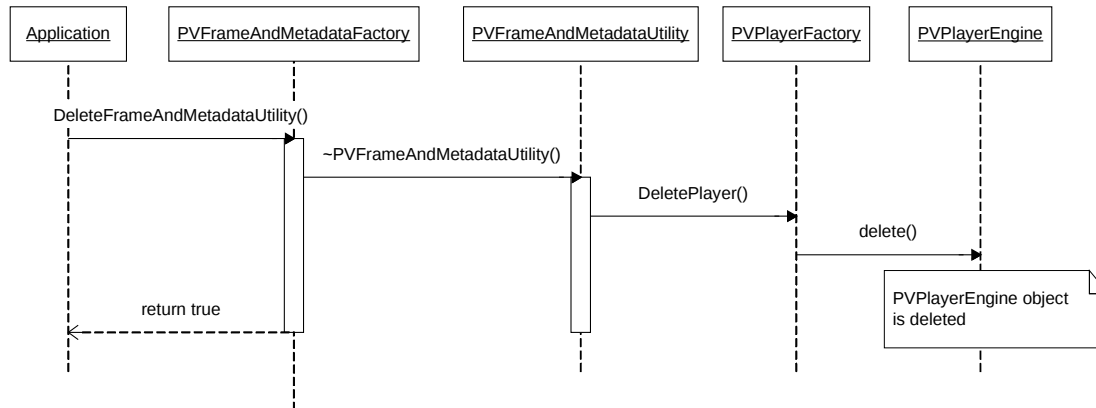 Application
PVFrameAndMetadataFactory
PVFrameAndMetadataUtility
PVPlayerFactory
PVPlayerEngine
DeleteFrameAndMetadataUtility()
~PVFrameAndMetadataUtility()
DeletePlayer()
delete()
PVPlayerEngine object
is deleted
return true